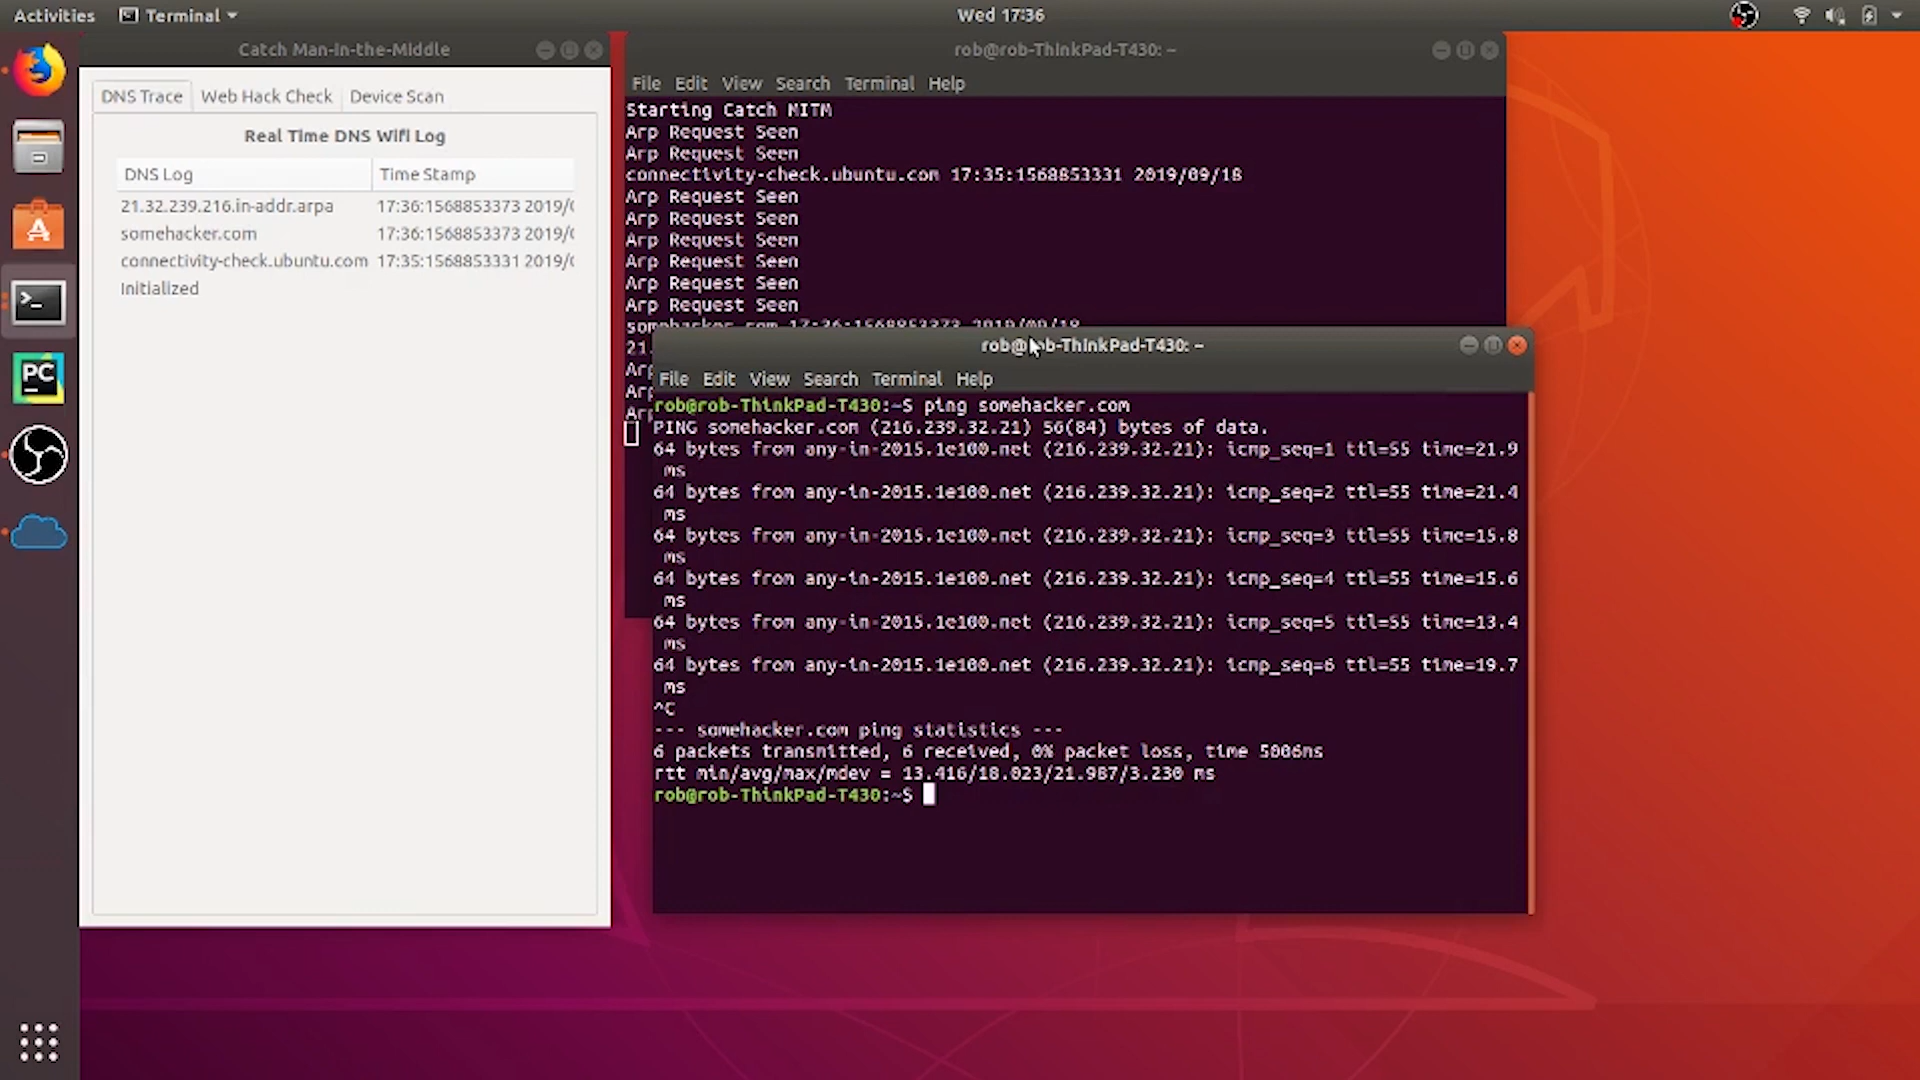 Activities
Terminal
Wed 17:36
Catch Man-In-the-Middle
DNS Trace
Web Hack Check
Device Scan
Real Time DNS Wifi Log
DNS Log
Time Stamp
21.32.239.216.in-addr.arpa 17:36:1568853373 2019/
somehacker.com 17:36:1568853373 2019/
connectivity-check.ubuntu.com 17:35:1568853331 2019/
Initialized
rob@rob-ThinkPad-T430: ~
File Edit View Search Terminal Help
Starting Catch MITM
Arp Request Seen
Arp Request Seen
connectivity-check.ubuntu.com 17:35:1568853331 2019/09/18
Arp Request Seen
Arp Request Seen
Arp Request Seen
Arp Request Seen
Arp Request Seen
Arp Request Seen
somehacker.com 17:36:1568853373 2019/09/18
21.
Ar
Ar
Ar
rob@rob-ThinkPad-T430: ~
File Edit View Search Terminal Help
rob@rob-ThinkPad-T430:~$ ping somehacker.com
PING somehacker.com (216.239.32.21) 56(84) bytes of data.
64 bytes from any-in-2015.1e100.net (216.239.32.21): icmp_seq=1 ttl=55 time=21.9
ms
64 bytes from any-in-2015.1e100.net (216.239.32.21): icmp_seq=2 ttl=55 time=21.4
ms
64 bytes from any-in-2015.1e100.net (216.239.32.21): icmp_seq=3 ttl=55 time=15.8
ms
64 bytes from any-in-2015.1e100.net (216.239.32.21): icmp_seq=4 ttl=55 time=15.6
ms
64 bytes from any-in-2015.1e100.net (216.239.32.21): icmp_seq=5 ttl=55 time=13.4
ms
64 bytes from any-in-2015.1e100.net (216.239.32.21): icmp_seq=6 ttl=55 time=19.7
ms
^C
--- somehacker.com ping statistics ---
6 packets transmitted, 6 received, 0% packet loss, time 5006ms
rtt min/avg/max/mdev = 13.416/18.023/21.987/3.230 ms
rob@rob-ThinkPad-T430:~$
PC